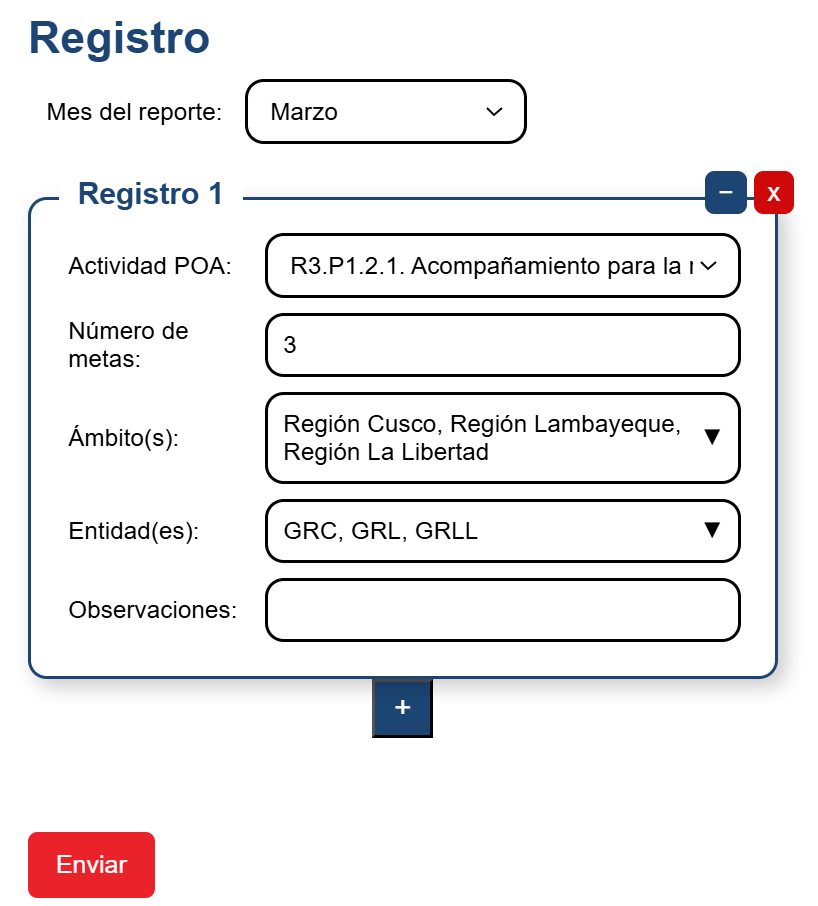 Registro
Mes del reporte: Marzo
Registro 1
− X
Actividad POA: R3.P1.2.1. Acompañamiento para la
Número de
metas:
3
Ámbito(s):
Región Cusco, Región Lambayeque,
Región La Libertad
Entidad(es): GRC, GRL, GRLL
Observaciones:
+
Enviar